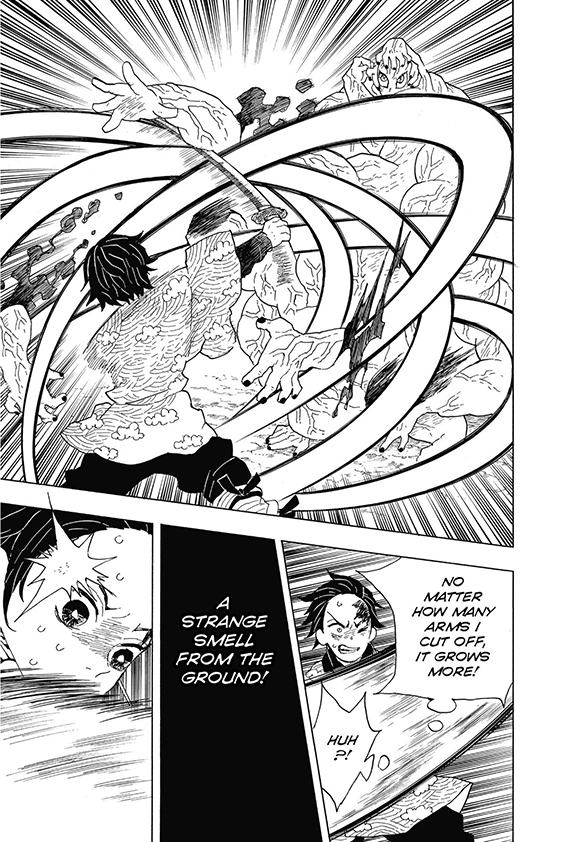 NO
MATTER
HOW MANY
ARMS I
CUT OFF,
IT GROWS
MORE!
HUH
?!
A
STRANGE
SMELL
FROM THE
GROUND!